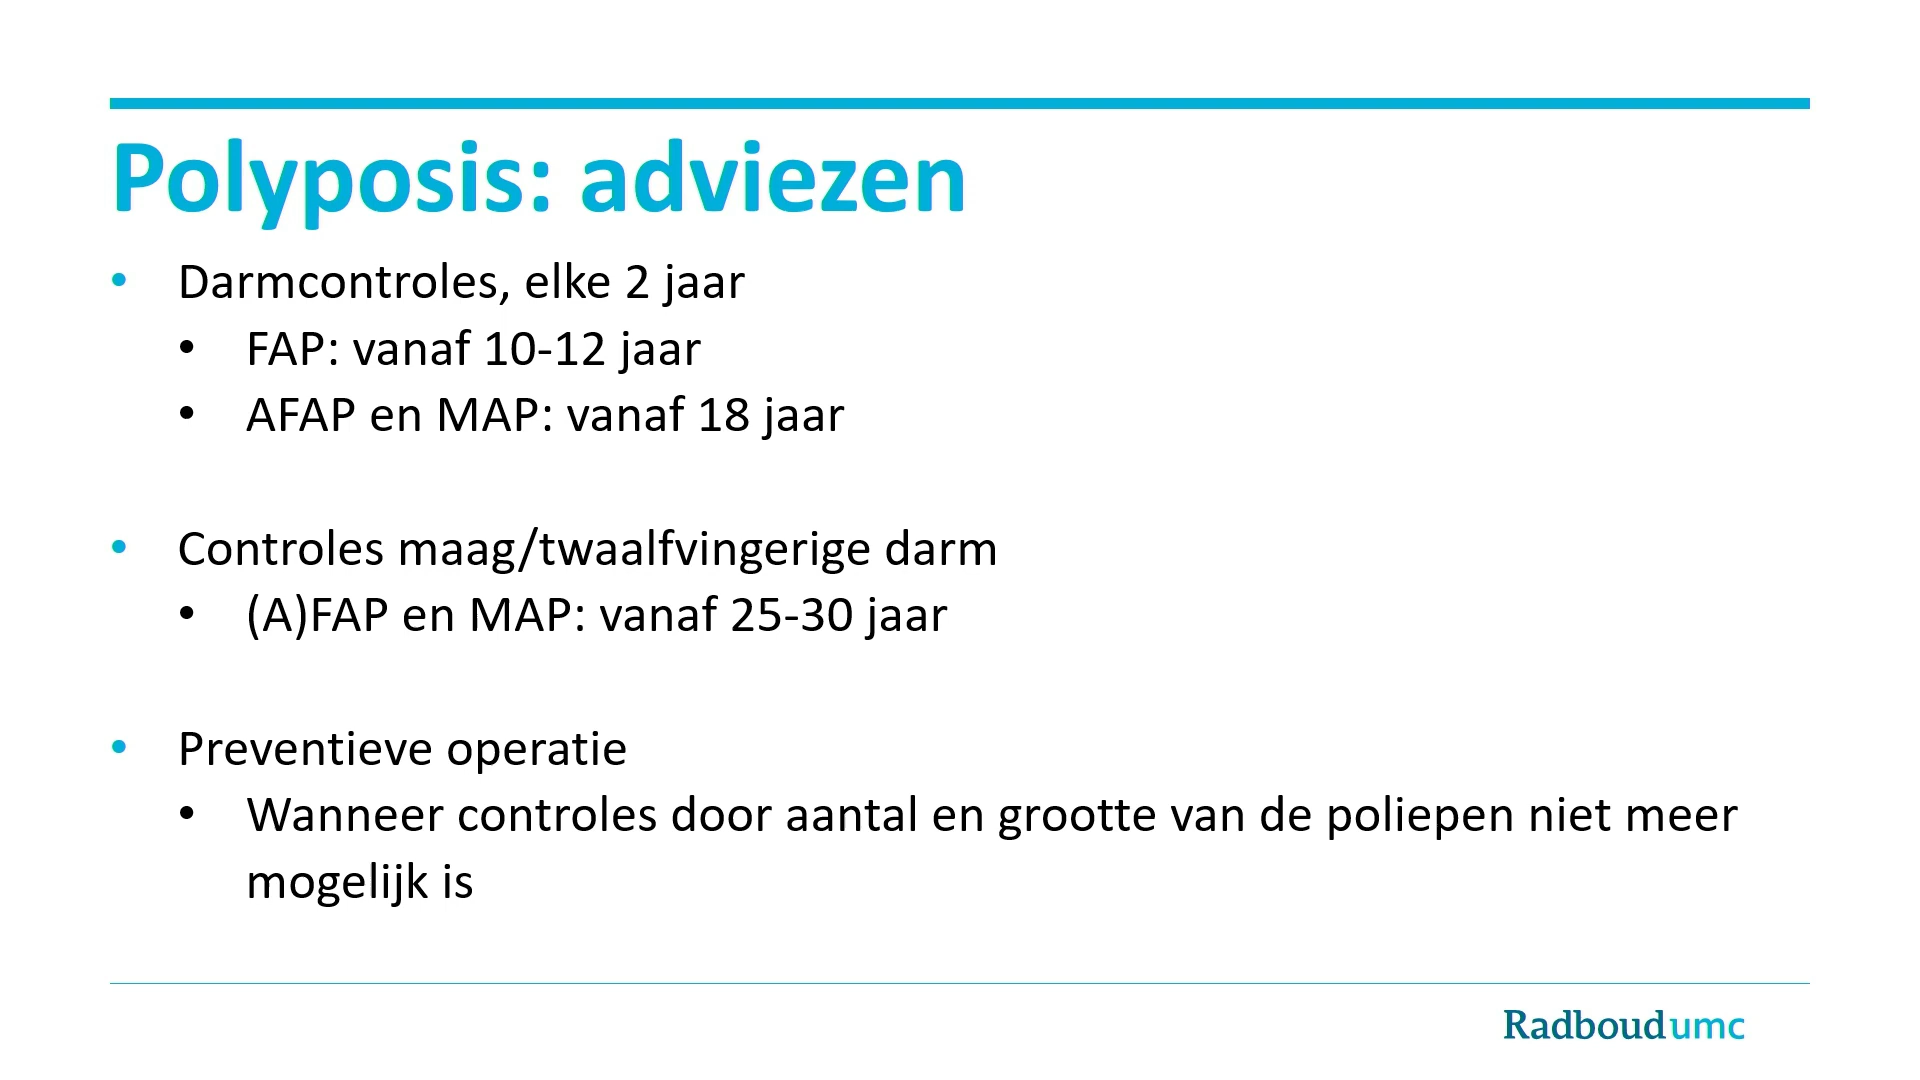 Polyposis: adviezen
• Darmcontroles, elke 2 jaar
• FAP: vanaf 10-12 jaar
• AFAP en MAP: vanaf 18 jaar
• Controles maag/twaalfvingerige darm
• (A)FAP en MAP: vanaf 25-30 jaar
• Preventieve operatie
• Wanneer controles door aantal en grootte van de poliepen niet meer
mogelijk is
Radboudumc